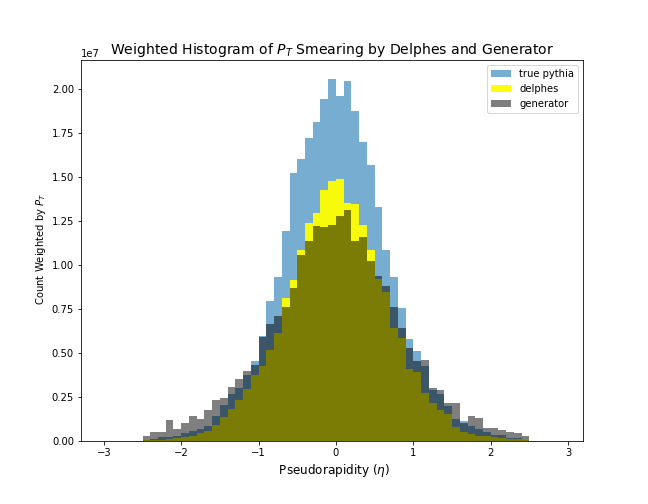 Weighted Histogram of P_T Smearing by Delphes and Generator
1e7
true pythia
delphes
generator
2.00
1.75
1.50
1.25
1.00
0.75
0.50
0.25
0.00
Count Weighted by P_T
−3 −2 −1 0 1 2 3
Pseudorapidity (η)